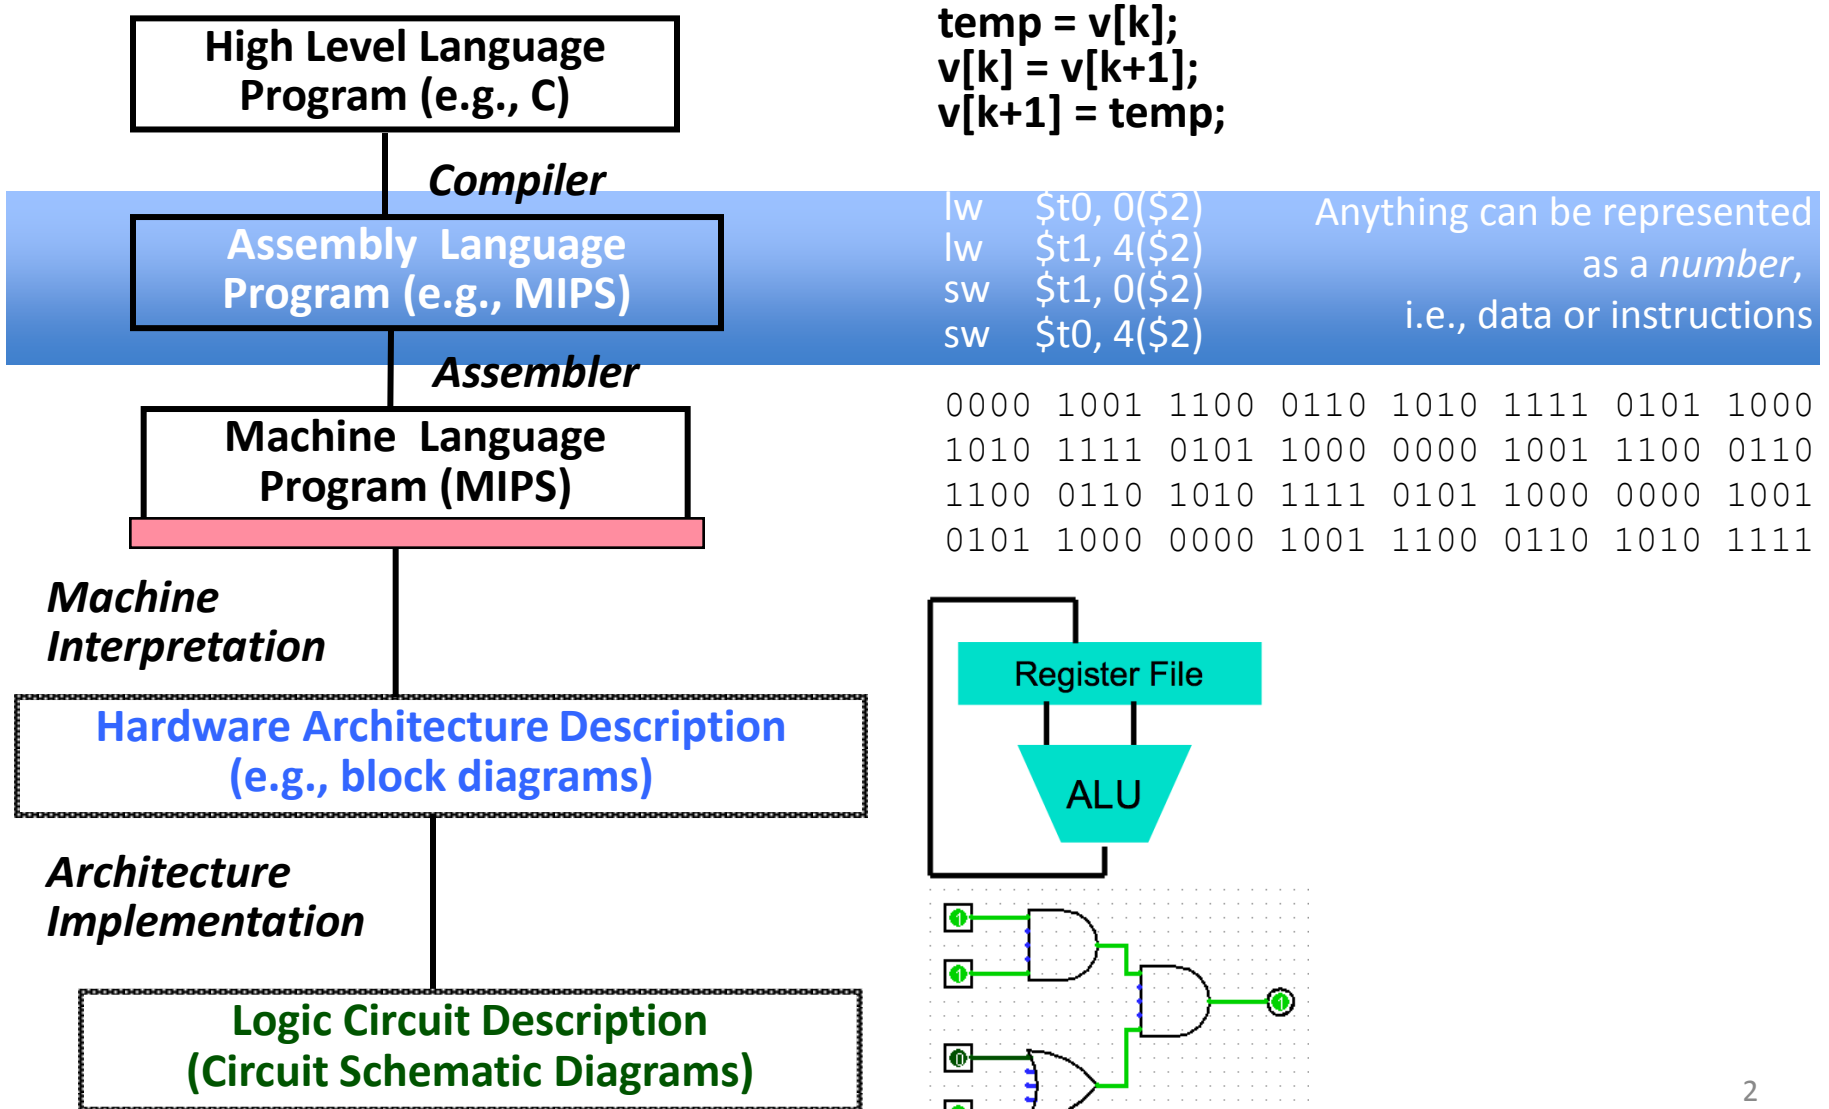 High Level Language
Program (e.g., C)
temp = v[k];
v[k] = v[k+1];
v[k+1] = temp;
Compiler
Assembly  Language
Program (e.g., MIPS)
lw $t0, 0($2)
lw $t1, 4($2)
sw $t1, 0($2)
sw $t0, 4($2)
Anything can be represented
as a number,
i.e., data or instructions
Assembler
Machine  Language
Program (MIPS)
0000 1001 1100 0110 1010 1111 0101 1000
1010 1111 0101 1000 0000 1001 1100 0110
1100 0110 1010 1111 0101 1000 0000 1001
0101 1000 0000 1001 1100 0110 1010 1111
Machine
Interpretation
Register File
ALU
Hardware Architecture Description
(e.g., block diagrams)
Architecture
Implementation
1
1
1
0
Logic Circuit Description
(Circuit Schematic Diagrams)
2